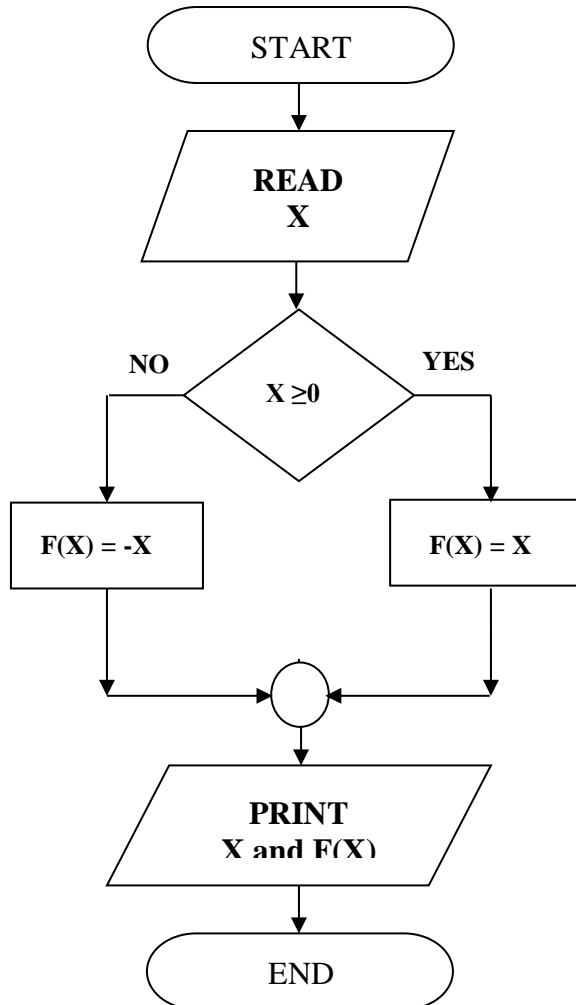 START
READ
X
NO
YES
X ≥0
F(X) = -X
F(X) = X
PRINT
X and F(X)
END